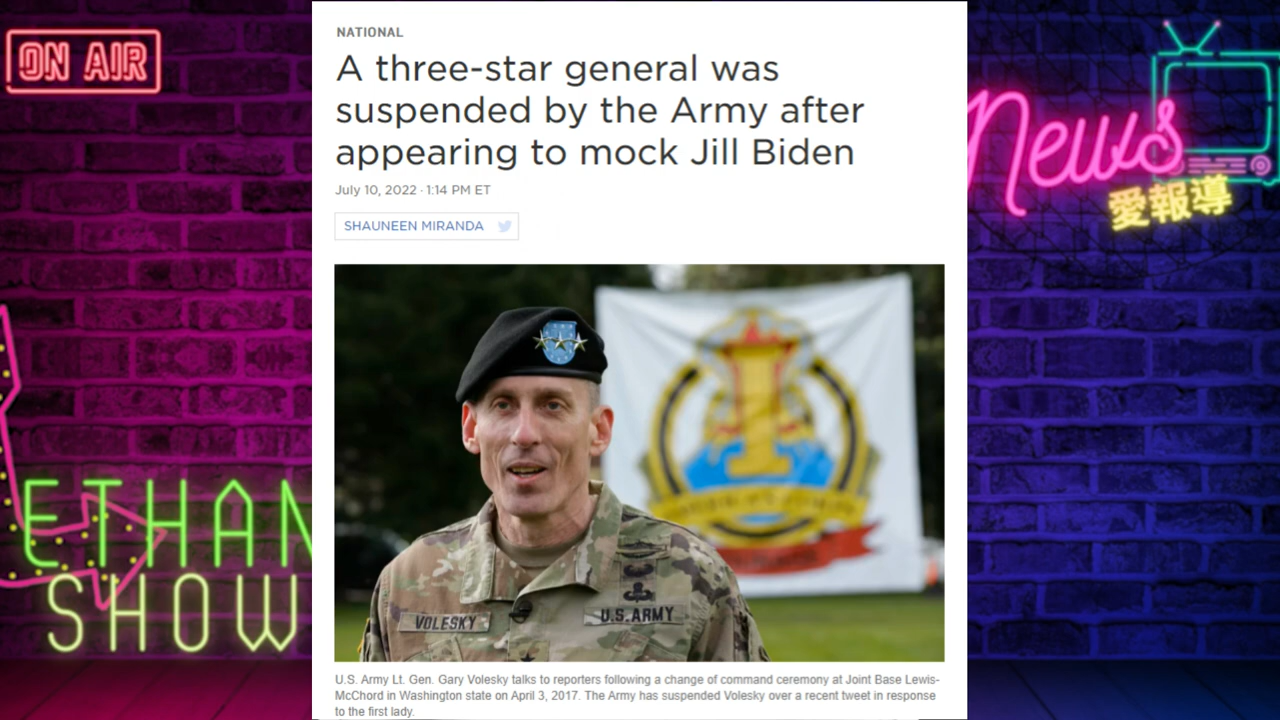 ON AIR
News
愛報導
ETHAN
SHOW
NATIONAL
A three-star general was
suspended by the Army after
appearing to mock Jill Biden
July 10, 2022 · 1:14 PM ET
SHAUNEEN MIRANDA
VOLESKY
U.S.ARMY
U.S. Army Lt. Gen. Gary Volesky talks to reporters following a change of command ceremony at Joint Base Lewis-
McChord in Washington state on April 3, 2017. The Army has suspended Volesky over a recent tweet in response
to the first lady.